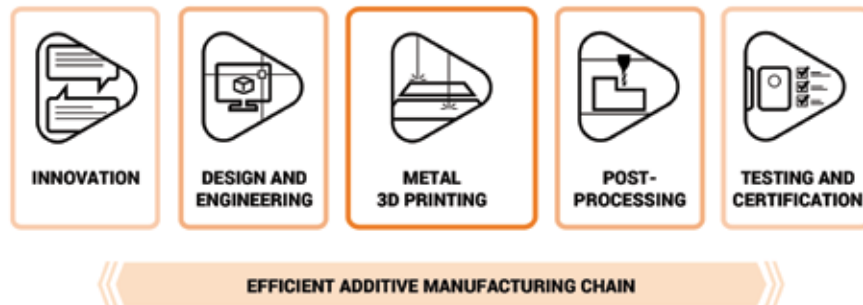 INNOVATION
DESIGN AND
ENGINEERING
METAL
3D PRINTING
POST-
PROCESSING
TESTING AND
CERTIFICATION
EFFICIENT ADDITIVE MANUFACTURING CHAIN